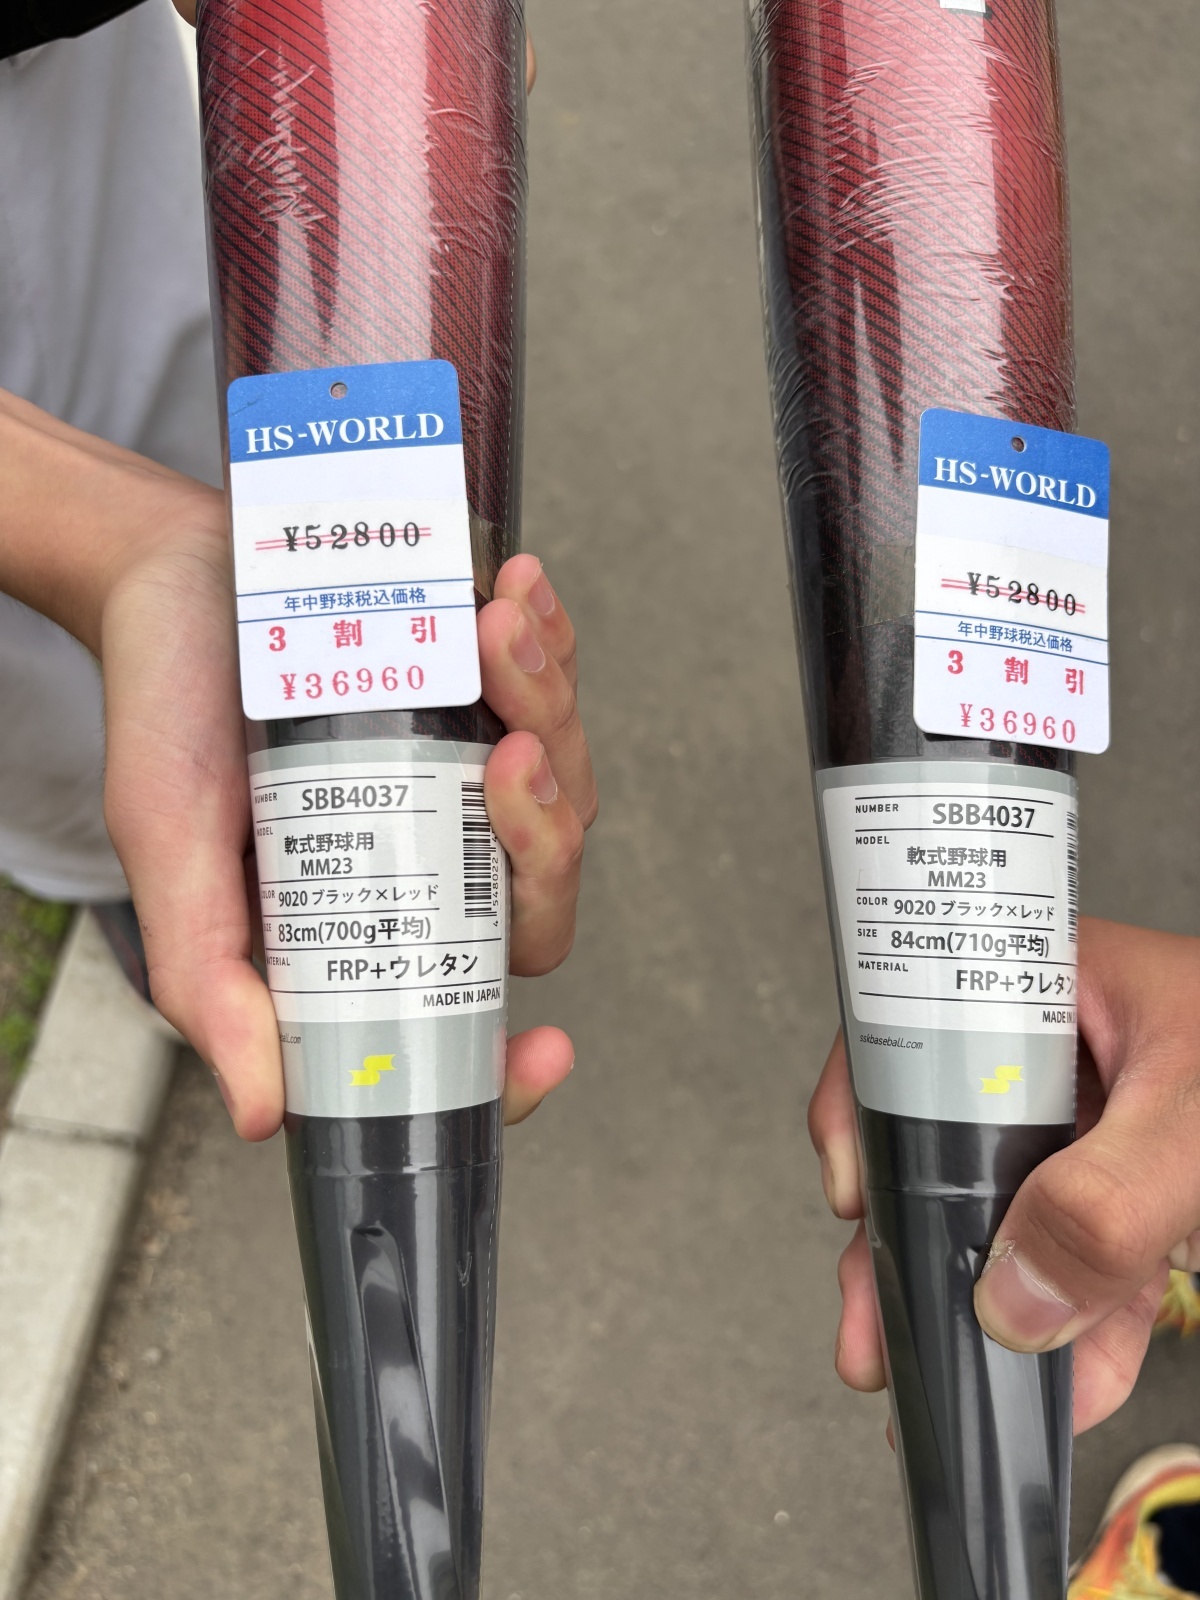 HS-WORLD
¥52800
年中野球税込価格
3 割 引
¥36960
NUMBER SBB4037
MODEL
軟式野球用
MM23
COLOR 9020 ブラック×レッド
SIZE 83cm(700g平均)
MATERIAL
FRP+ウレタン
MADE IN JAPAN
4 548022
HS-WORLD
¥52800
年中野球税込価格
3 割 引
¥36960
NUMBER SBB4037
MODEL
軟式野球用
MM23
COLOR 9020 ブラック×レッド
SIZE 84cm(710g平均)
MATERIAL
FRP+ウレタン
MADE IN
sskbaseball.com